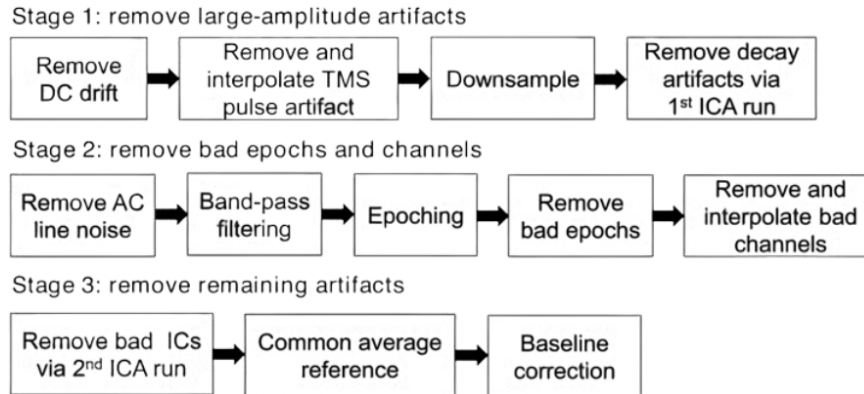 Stage 1: remove large-amplitude artifacts
Remove
DC drift
Remove and
interpolate TMS
pulse artifact
Downsample
Remove decay
artifacts via
1st ICA run
Stage 2: remove bad epochs and channels
Remove AC
line noise
Band-pass
filtering
Epoching
Remove
bad epochs
Remove and
interpolate bad
channels
Stage 3: remove remaining artifacts
Remove bad ICs
via 2nd ICA run
Common average
reference
Baseline
correction